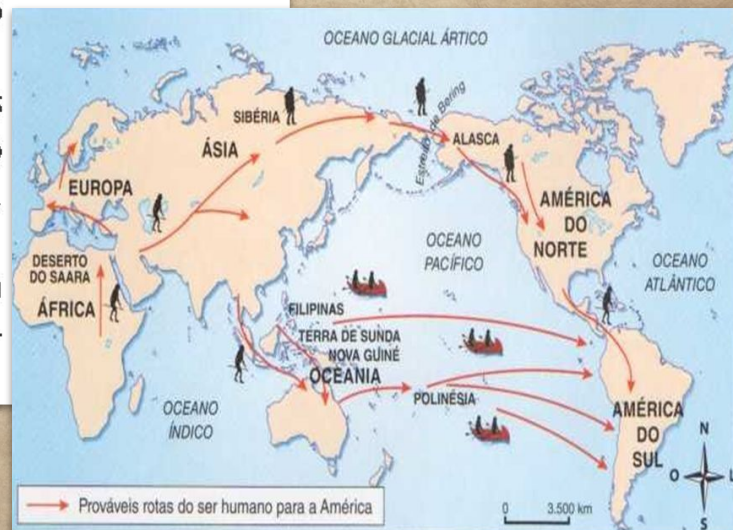 OCEANO GLACIAL ÁRTICO
SIBÉRIA
ÁSIA
Estreito de Bering
ALASCA
EUROPA
AMÉRICA
DO
NORTE
DESERTO
DO SAARA
ÁFRICA
OCEANO
PACÍFICO
OCEANO
ATLÂNTICO
FILIPINAS
TERRA DE SUNDA
NOVA GUINÉ
OCEANIA
POLINÉSIA
OCEANO
ÍNDICO
AMÉRICA
DO
SUL
N
O
L
S
Prováveis rotas do ser humano para a América
0 3.500 km